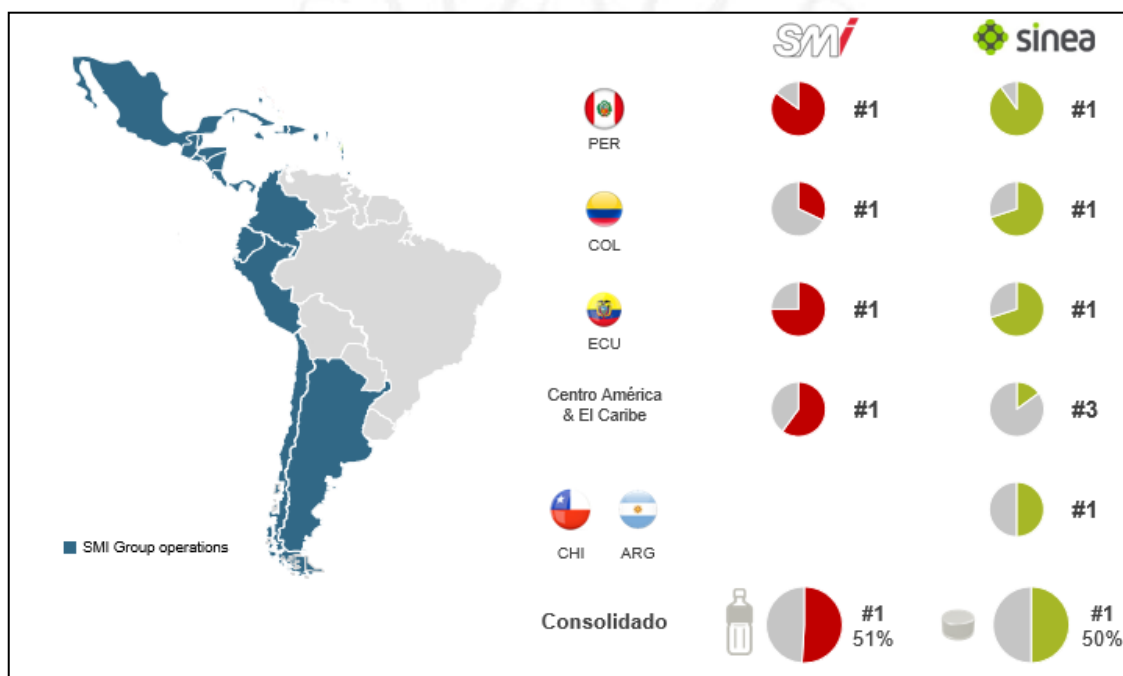 SMi
sinea
PER
#1
#1
COL
#1
#1
ECU
#1
#1
Centro América
& El Caribe
#1
#3
CHI
ARG
#1
SMI Group operations
Consolidado
#1
51%
#1
50%